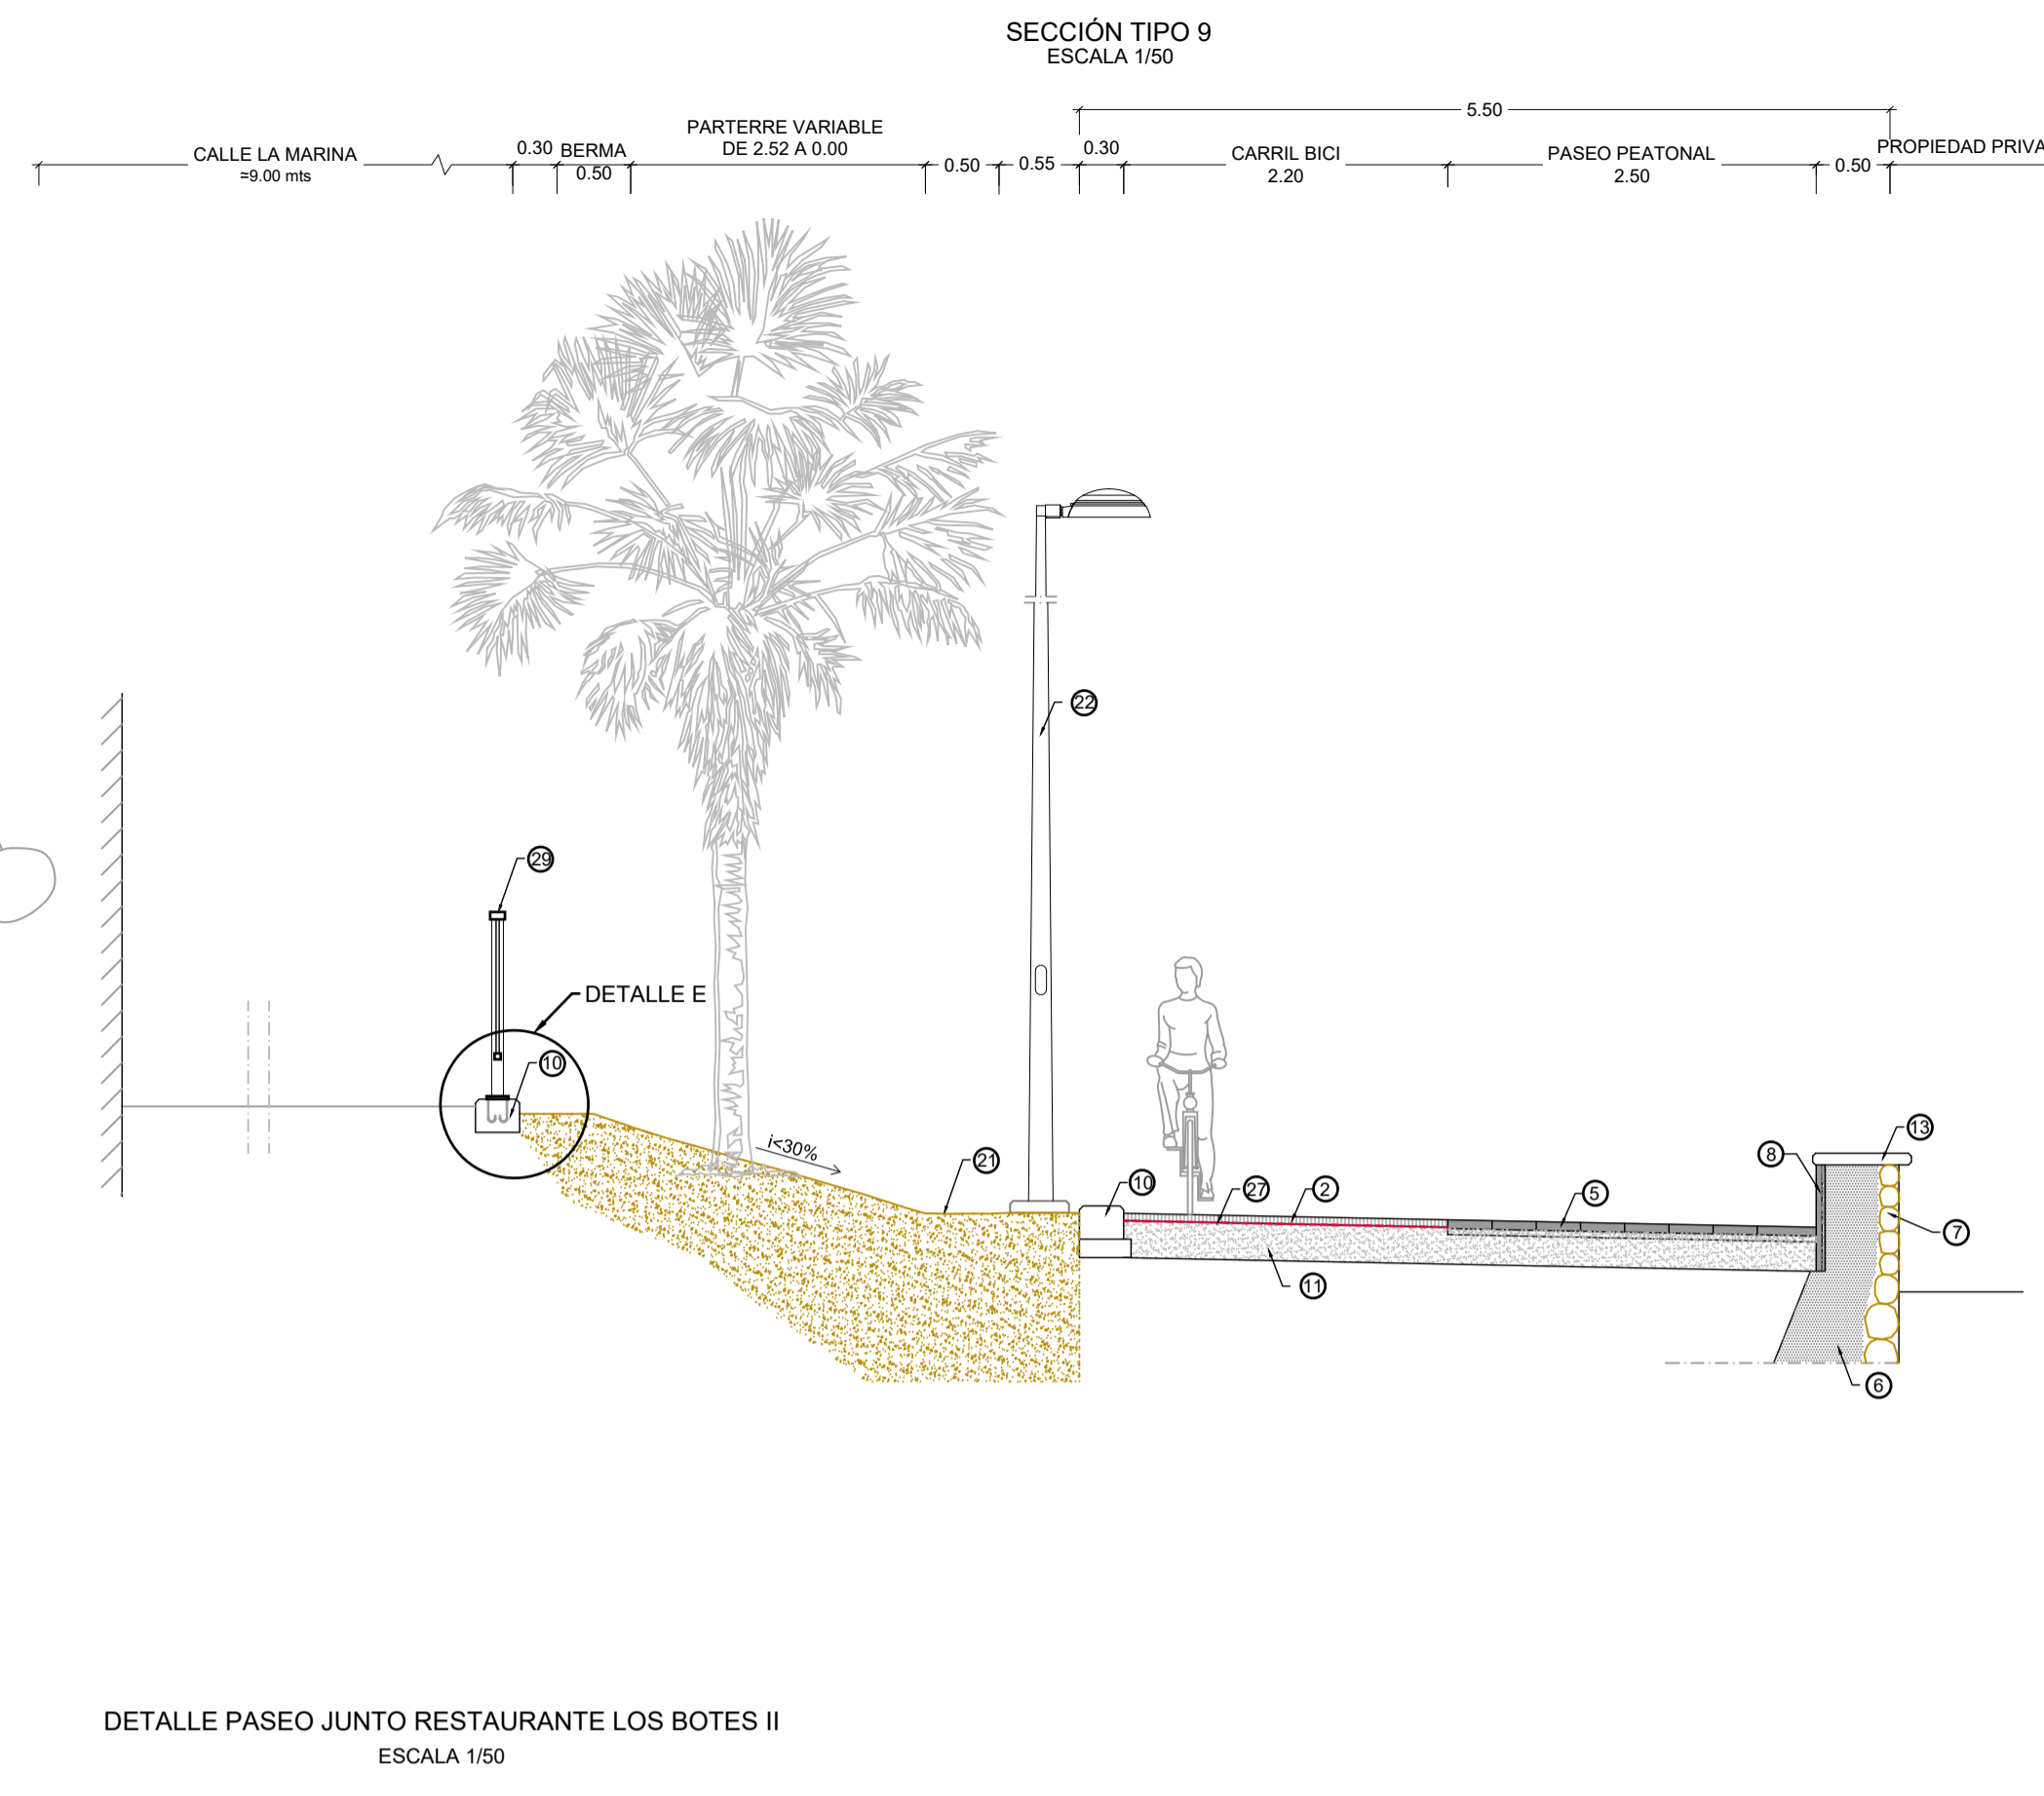 SECCIÓN TIPO 9
ESCALA 1/50
5.50
CALLE LA MARINA
≈9.00 mts
0.30
BERMA
0.50
PARTERRE VARIABLE
DE 2.52 A 0.00
0.50
0.55
0.30
CARRIL BICI
2.20
PASEO PEATONAL
2.50
0.50
PROPIEDAD PRIVA
22
29
DETALLE E
10
i<30%
21
10
27
2
5
8
13
7
11
6
DETALLE PASEO JUNTO RESTAURANTE LOS BOTES II
ESCALA 1/50